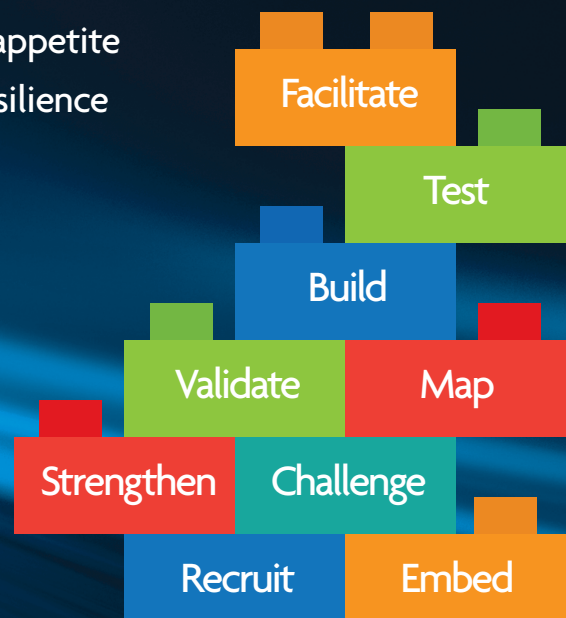 appetite
silience
Facilitate
Test
Build
Validate Map
Strengthen Challenge
Recruit Embed